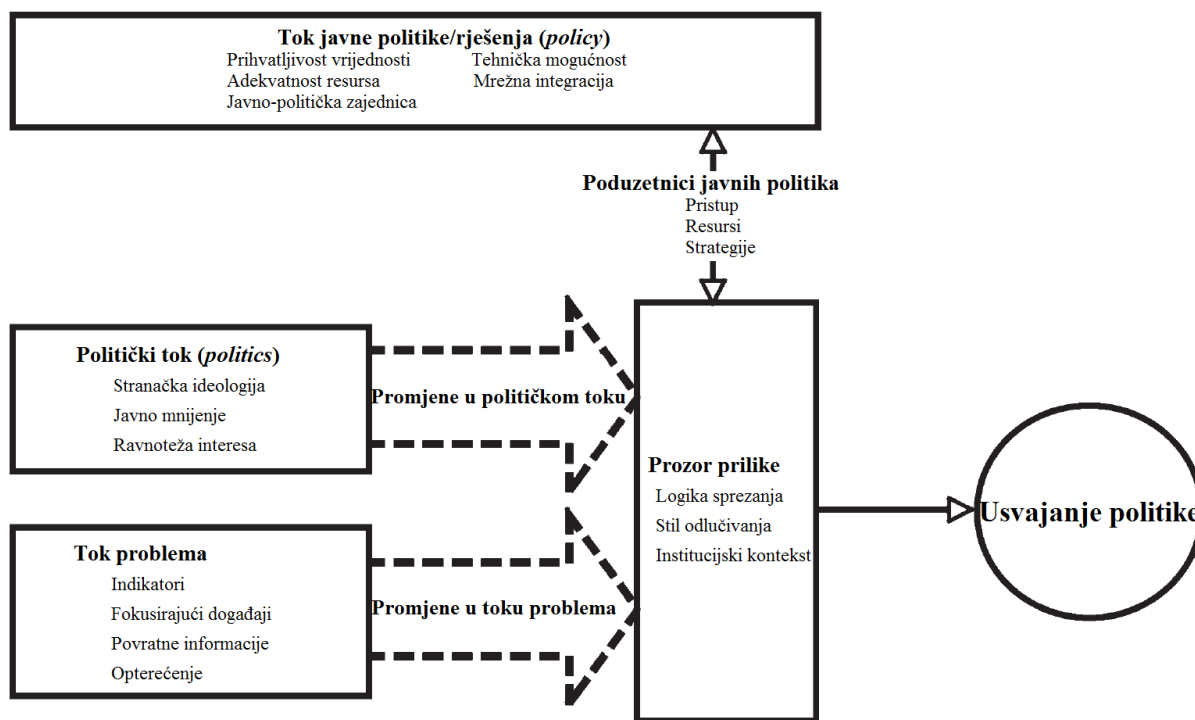 Tok javne politike/rješenja (policy)
Prihvatljivost vrijednosti Tehnička mogućnost
Adekvatnost resursa Mrežna integracija
Javno-politička zajednica
Poduzetnici javnih politika
Pristup
Resursi
Strategije
Politički tok (politics)
Stranačka ideologija
Javno mnijenje
Ravnoteža interesa
Promjene u političkom toku
Tok problema
Indikatori
Fokusirajući događaji
Povratne informacije
Opterećenje
Promjene u toku problema
Prozor prilike
Logika sprezanja
Stil odlučivanja
Institucijski kontekst
Usvajanje politike